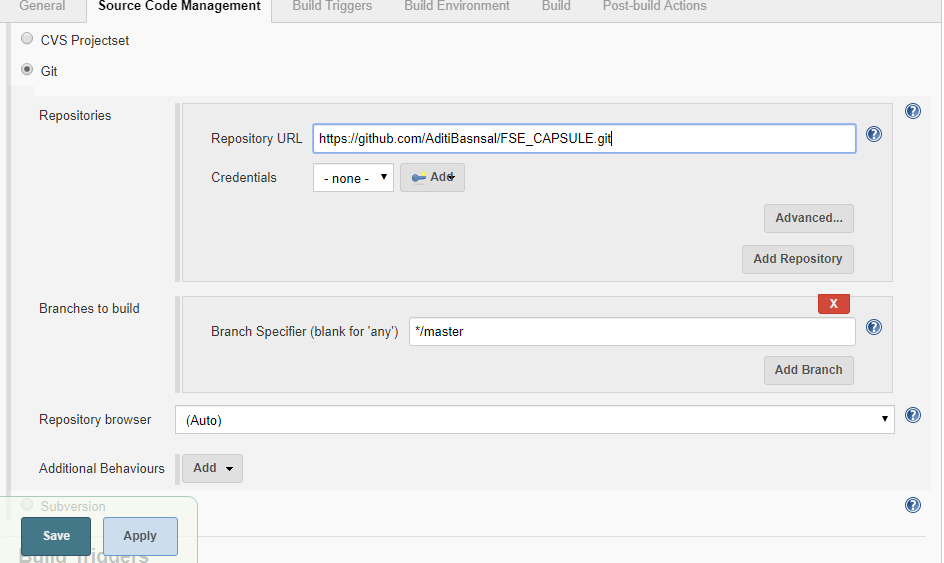 General Source Code Management Build Triggers Build Environment Build Post-build Actions
CVS Projectset
Git
Repositories
Repository URL https://github.com/AditiBasnsal/FSE_CAPSULE.git
Credentials - none - Add
Advanced...
Add Repository
Branches to build
X
Branch Specifier (blank for 'any') */master
Add Branch
Repository browser (Auto)
Additional Behaviours Add
Subversion
Save Apply
Build Triggers